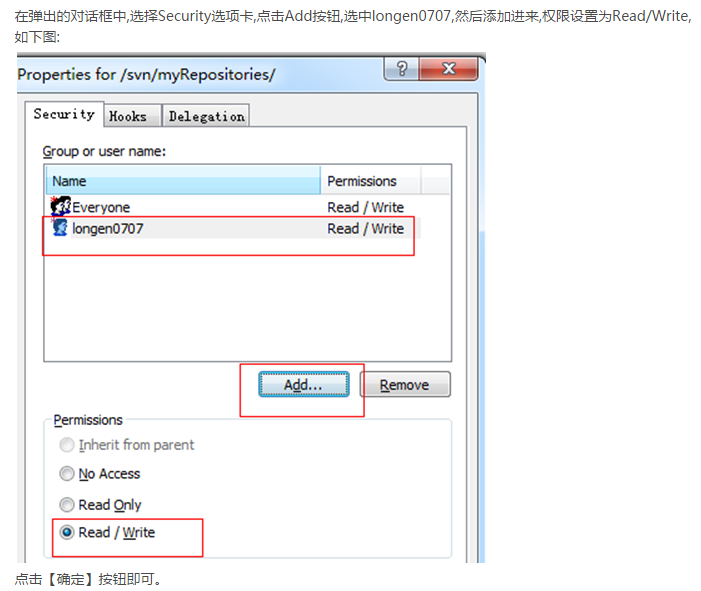 在弹出的对话框中,选择Security选项卡,点击Add按钮,选中longen0707,然后添加进来,权限设置为Read/Write,
如下图:
Properties for /svn/myRepositories/
Security Hooks Delegation
Group or user name:
Name Permissions
Everyone Read / Write
longen0707 Read / Write
Add... Remove
Permissions
Inherit from parent
No Access
Read Only
Read / Write
点击【确定】按钮即可。